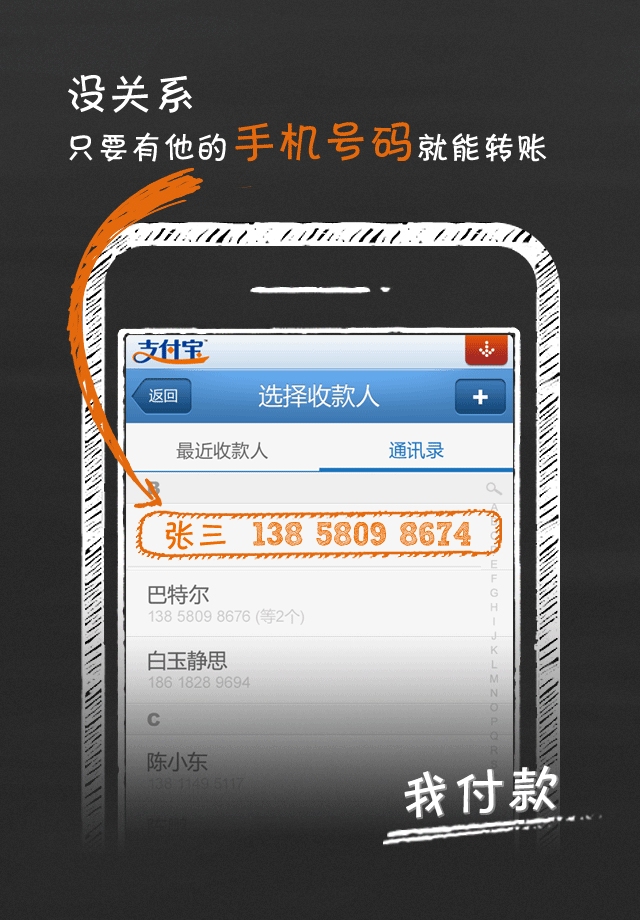 没关系
只要有他的手机号码就能转账
支付宝
返回
选择收款人
+
最近收款人
通讯录
B
张三 138 5809 8674
巴特尔
138 5809 8676 (等2个)
白玉静思
186 1828 9694
C
陈小东
138 1149 5117
A
D
E
F
G
H
I
J
K
L
M
N
O
P
Q
R
我付款